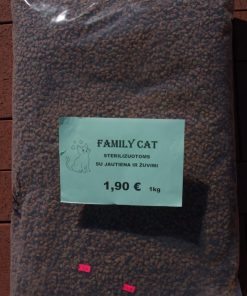 FAMILY CAT
STERILIZUOTOMS
SU JAUTIENA IR ŽUVIMI
1,90 € 1kg